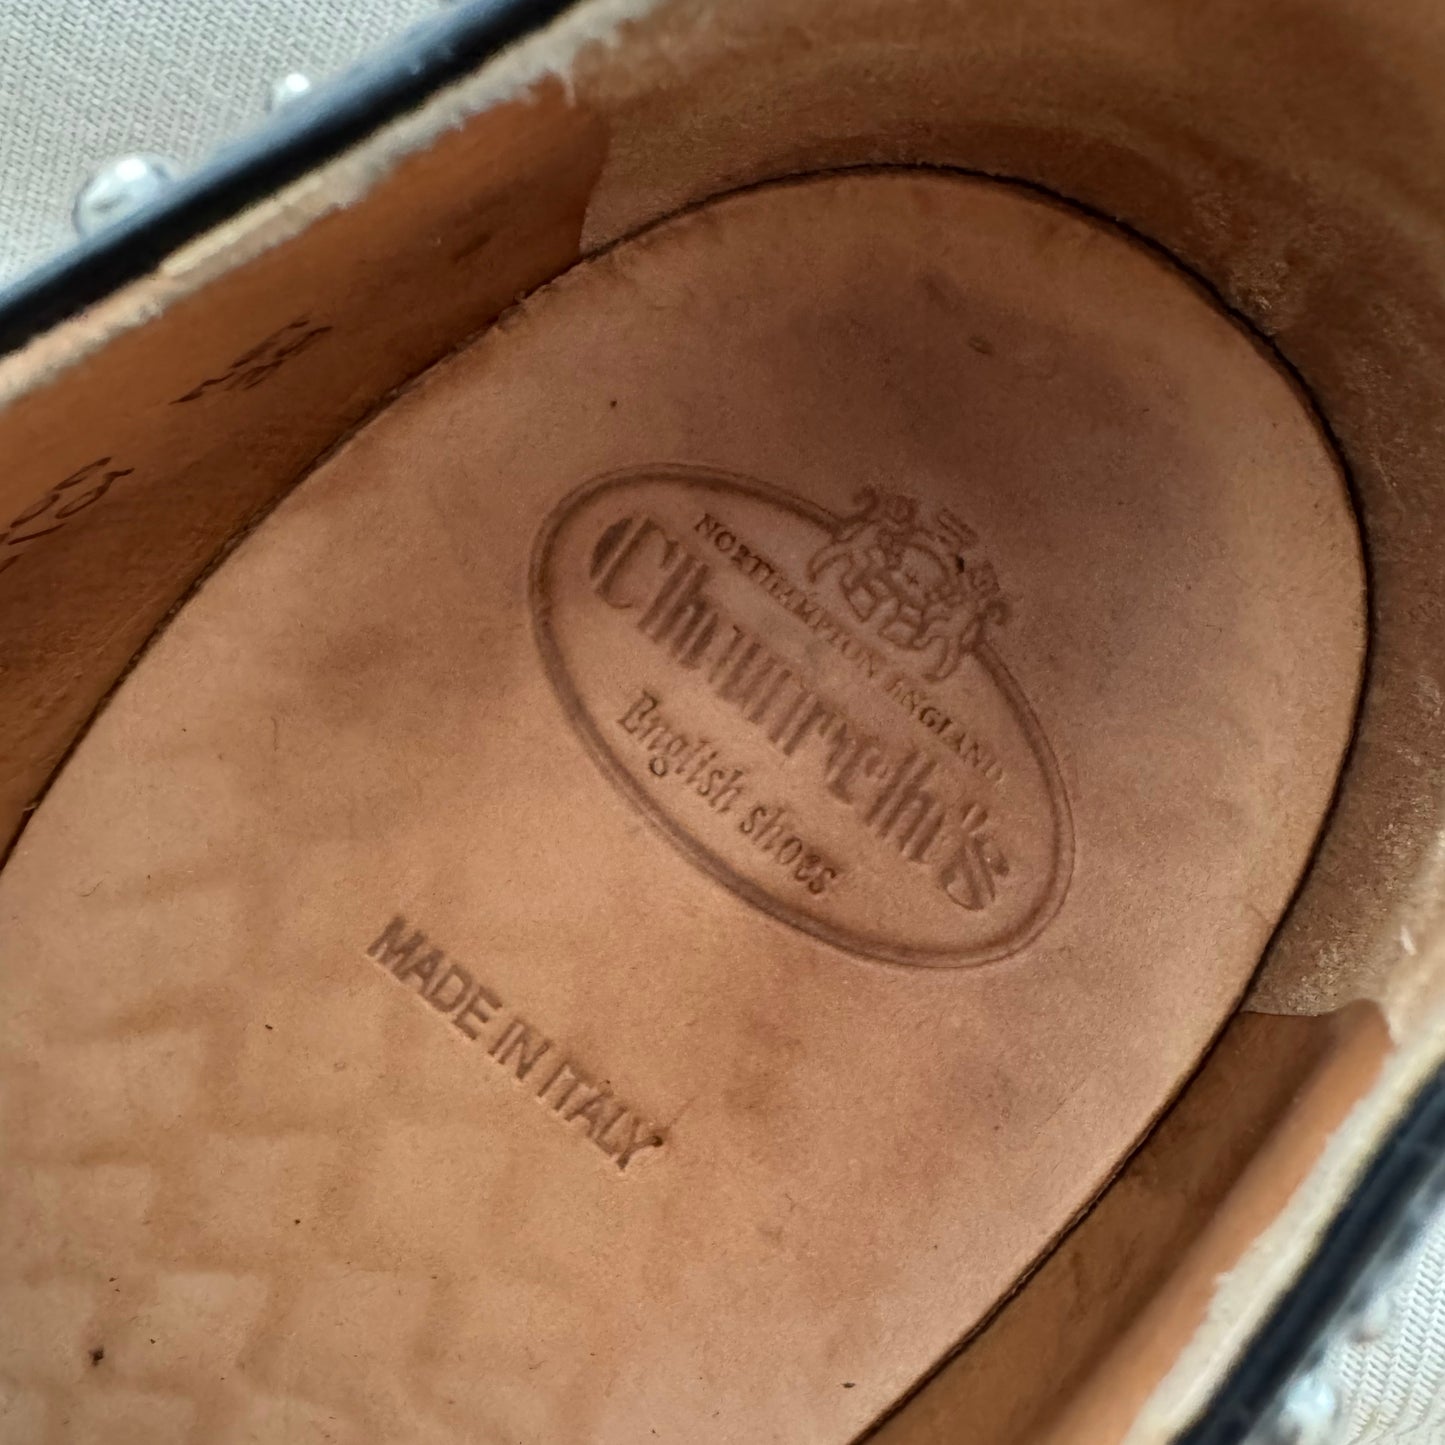 NORTHAMPTON ENGLAND
Church's
English shoes
MADE IN ITALY